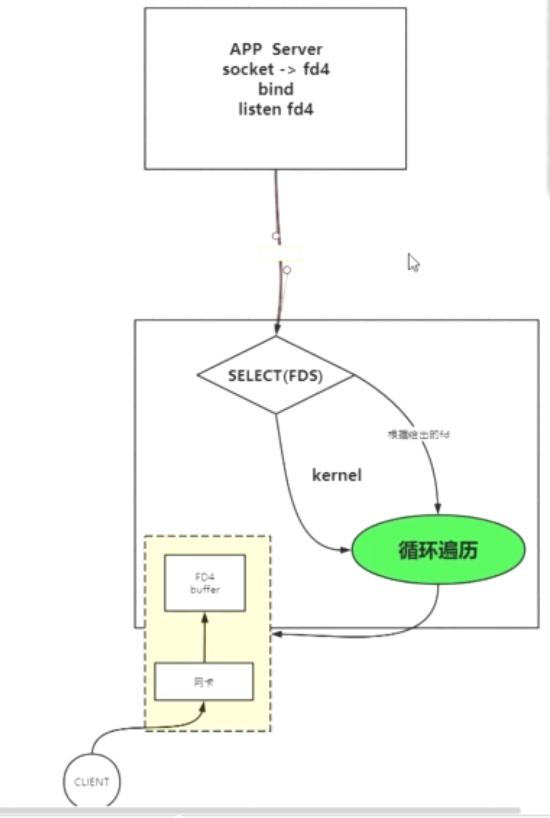 APP Server
socket -> fd4
bind
listen fd4
SELECT(FDS)
根据给出的fd
kernel
循环遍历
FD4
buffer
网卡
CLIENT